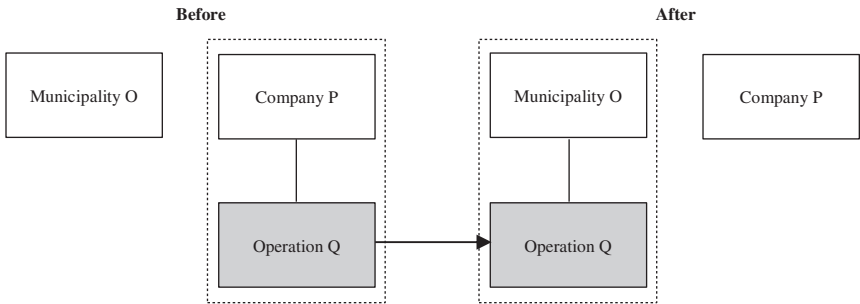 Before
After
Municipality O
Company P
Municipality O
Company P
Operation Q
Operation Q